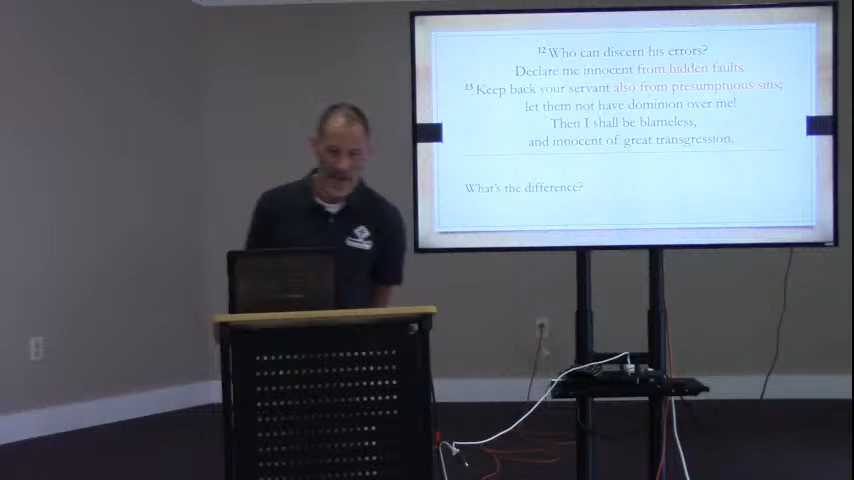 12 Who can discern his errors?
Declare me innocent from hidden faults.
13 Keep back your servant also from presumptuous sins;
let them not have dominion over me!
Then I shall be blameless,
and innocent of great transgression.
What's the difference?